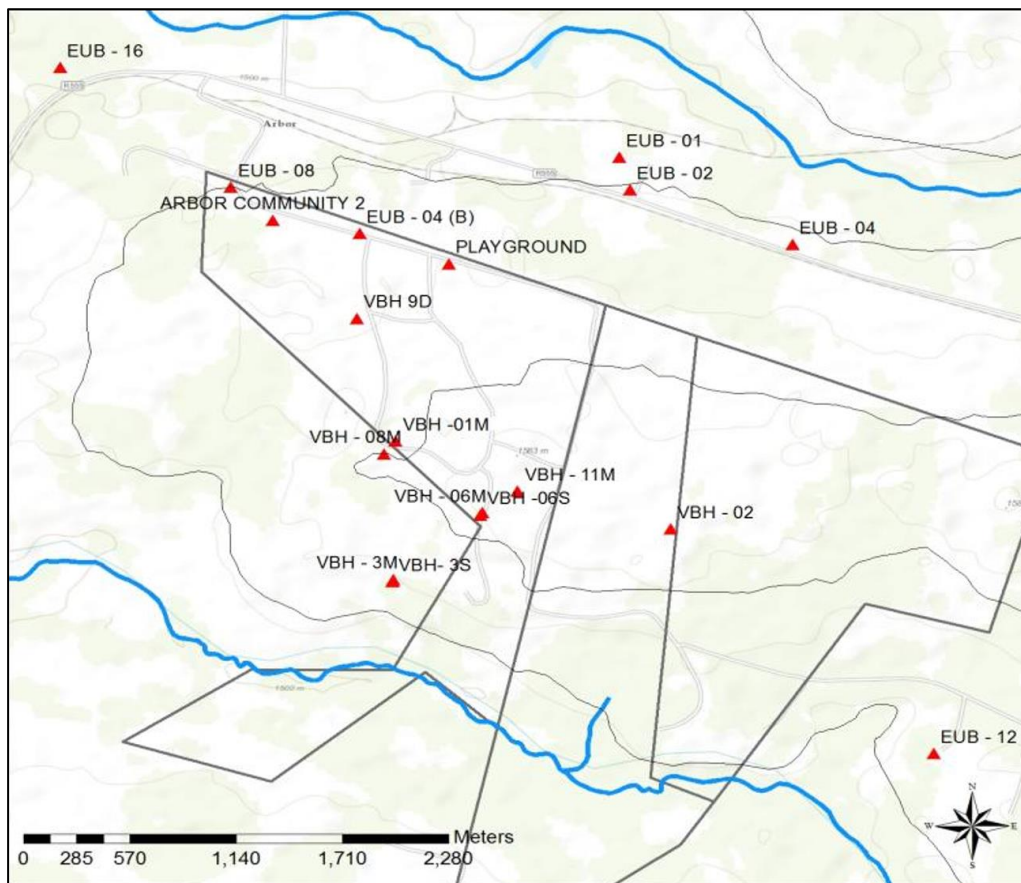 EUB - 16
R555
1500 m
Arbor
EUB - 01
R555
EUB - 08
EUB - 02
ARBOR COMMUNITY 2
EUB - 04 (B)
EUB - 04
PLAYGROUND
VBH 9D
VBH -01M
VBH - 08M
1563 m
VBH - 11M
VBH - 06M
VBH -06S
VBH - 02
VBH - 3M
VBH- 3S
1500 m
EUB - 12
N
W E
S
Meters
0 285 570 1,140 1,710 2,280